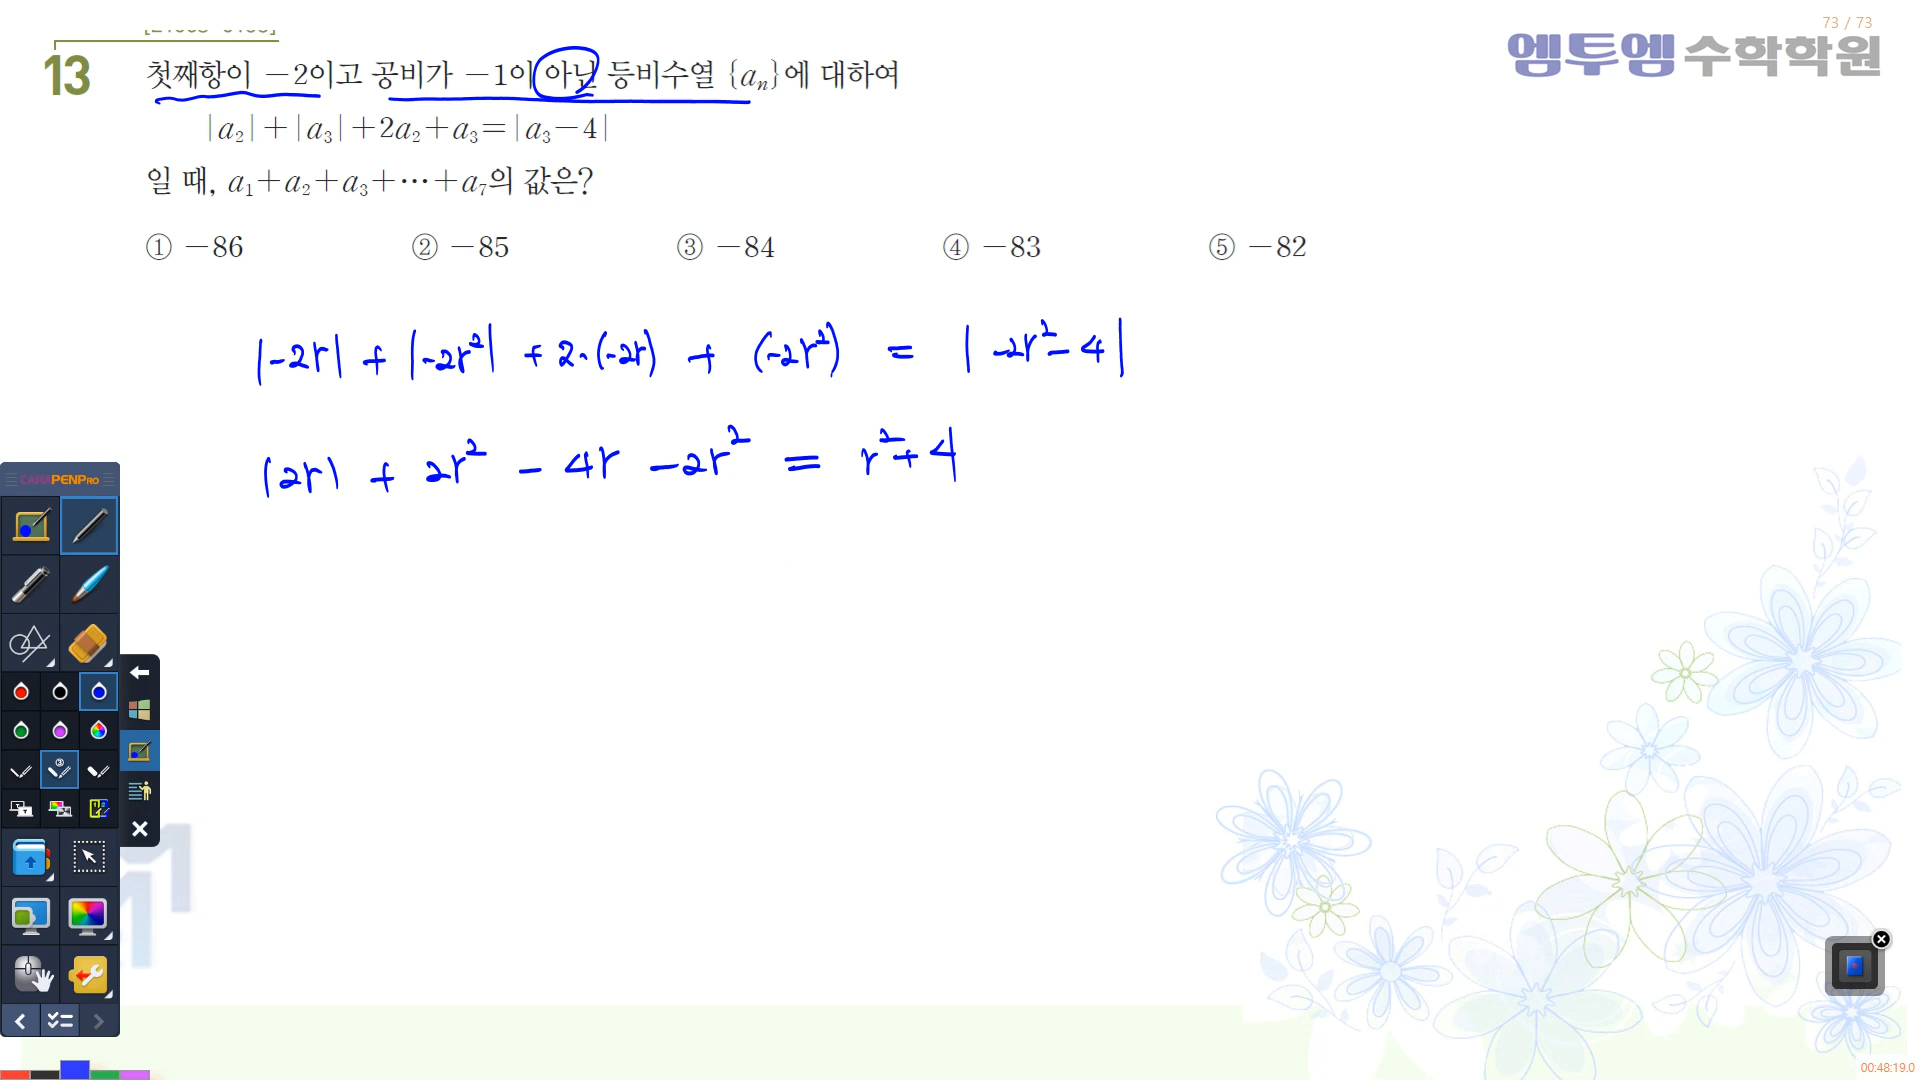 73 / 73
엠투엠 수학학원
13 첫째항이 −2이고 공비가 −1이 아닌 등비수열 {aₙ}에 대하여
|a₂|+|a₃|+2a₂+a₃=|a₃−4|
일 때, a₁+a₂+a₃+⋯+a₇의 값은?
① −86 ② −85 ③ −84 ④ −83 ⑤ −82
|-2r| + |-2r²| + 2·(-2r) + (-2r²) = |-2r²-4|
|2r| + 2r² - 4r - 2r² = r²+4|
CARAPENPRO
00:48:19.0